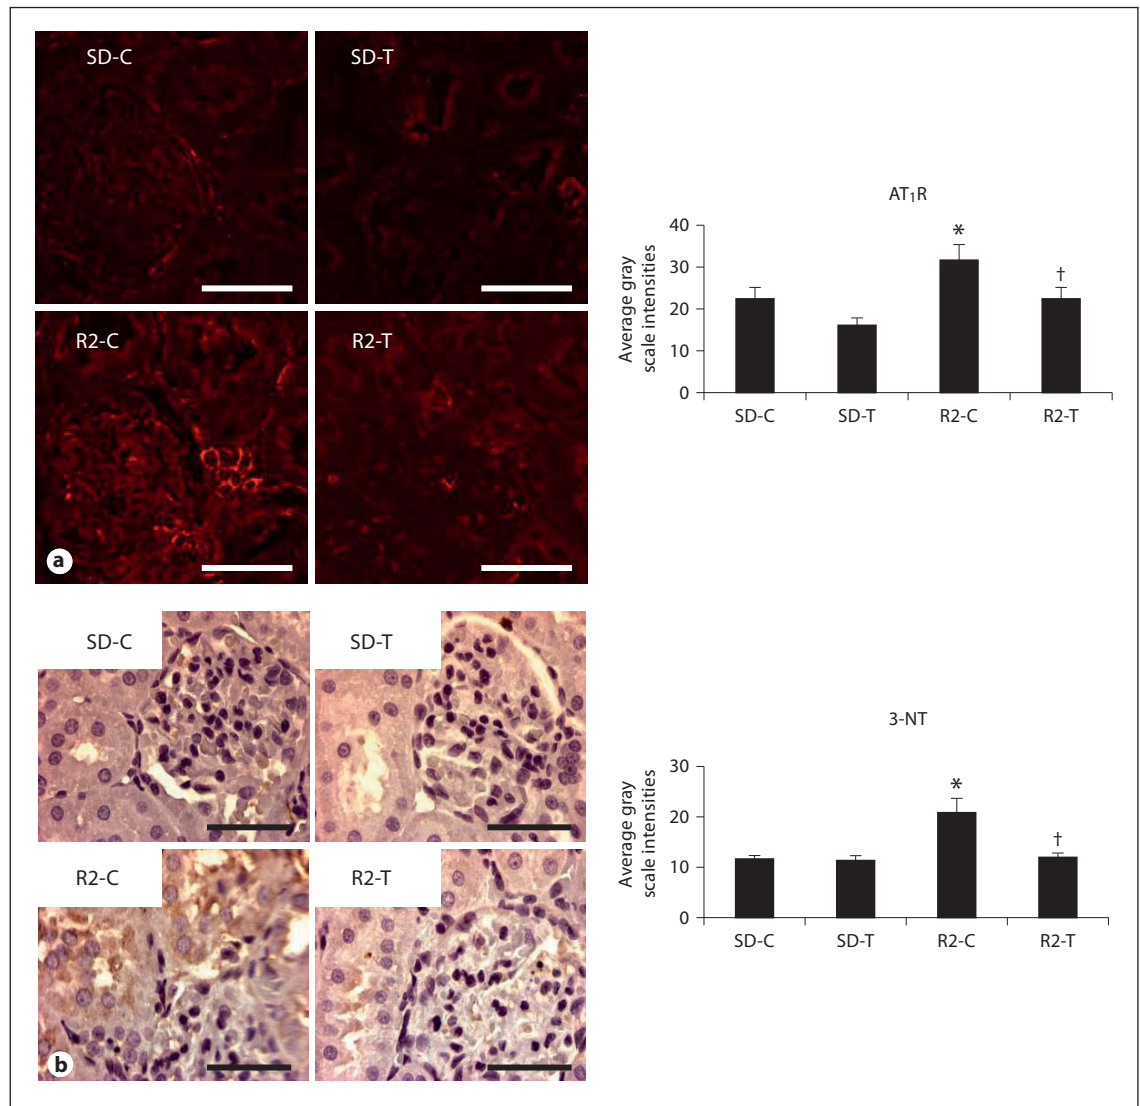 SD-C
SD-T
R2-C
R2-T
a
AT1R
Average gray
scale intensities
40
30
20
10
0
* †
SD-C SD-T R2-C R2-T
SD-C
SD-T
R2-C
R2-T
b
3-NT
Average gray
scale intensities
30
20
10
0
* †
SD-C SD-T R2-C R2-T